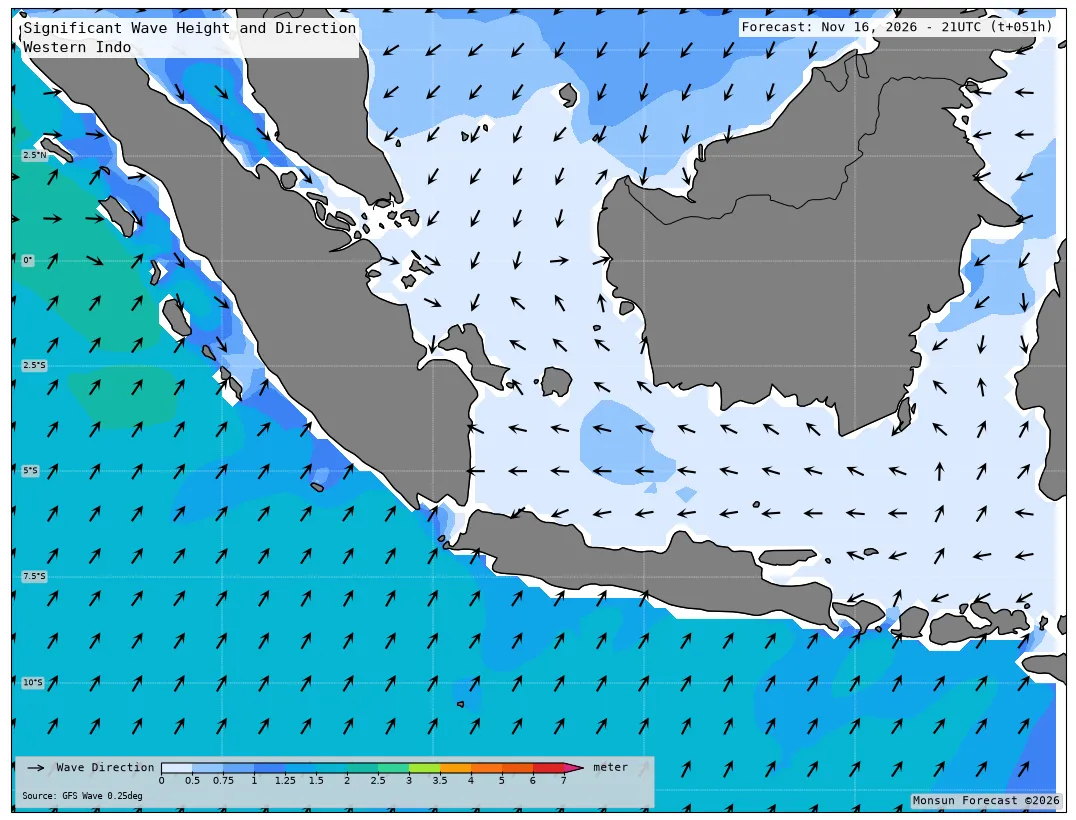 Significant Wave Height and Direction
Western Indo
Forecast: Nov 16, 2026 - 21UTC (t+051h)
2.5°N
0°
2.5°S
5°S
7.5°S
10°S
Wave Direction
0 0.5 0.75 1 1.25 1.5 2 2.5 3 3.5 4 5 6 7
meter
Source: GFS Wave 0.25deg
Monsun Forecast ©2026